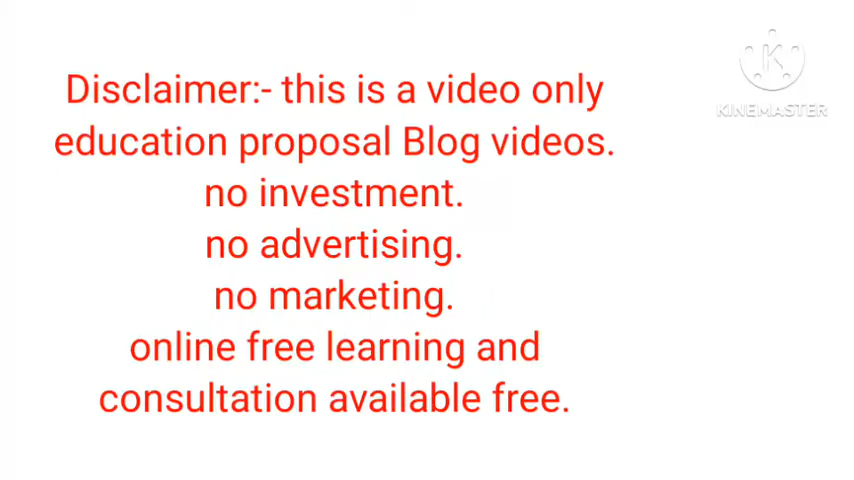 Disclaimer:- this is a video only
education proposal Blog videos.
no investment.
no advertising.
no marketing.
online free learning and
consultation available free.
K
KINEMASTER